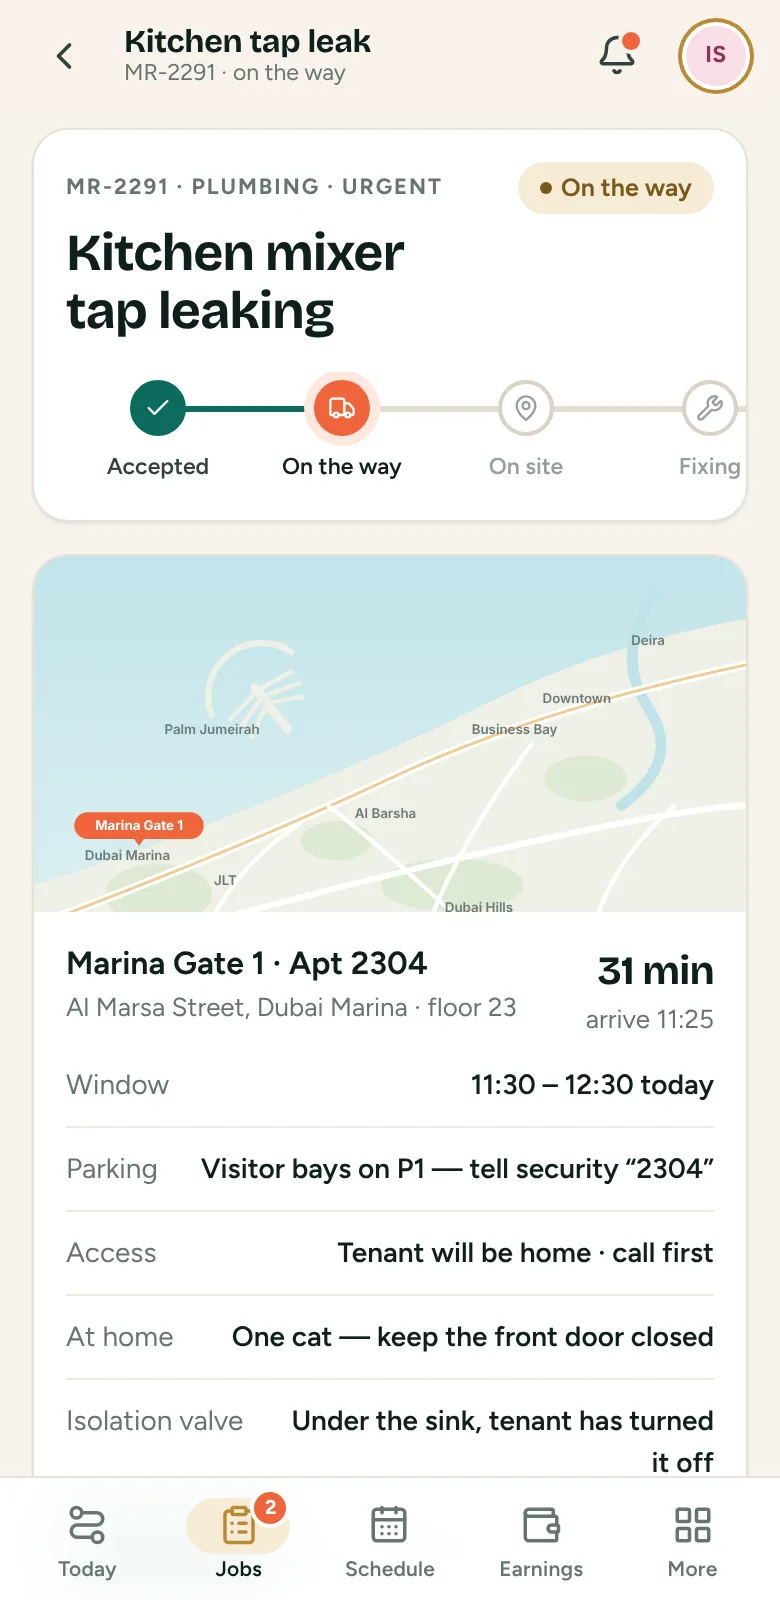 Kitchen tap leak
MR-2291 · on the way
IS
MR-2291 · PLUMBING · URGENT
On the way
Kitchen mixer
tap leaking
Accepted
On the way
On site
Fixing
Deira
Downtown
Palm Jumeirah
Business Bay
Al Barsha
Marina Gate 1
Dubai Marina
JLT
Dubai Hills
Marina Gate 1 · Apt 2304
31 min
Al Marsa Street, Dubai Marina · floor 23
arrive 11:25
Window
11:30 – 12:30 today
Parking
Visitor bays on P1 — tell security “2304”
Access
Tenant will be home · call first
At home
One cat — keep the front door closed
Isolation valve
Under the sink, tenant has turned
it off
2
Today
Jobs
Schedule
Earnings
More